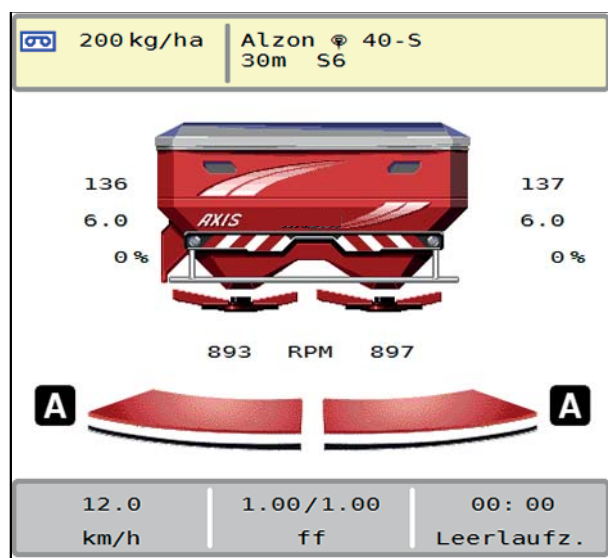 200 kg/ha
Alzon 40-S
30m S6
136 137
6.0 6.0
0% 0%
AXIS
893 RPM 897
A A
12.0 1.00/1.00 00:00
km/h ff Leerlaufz.